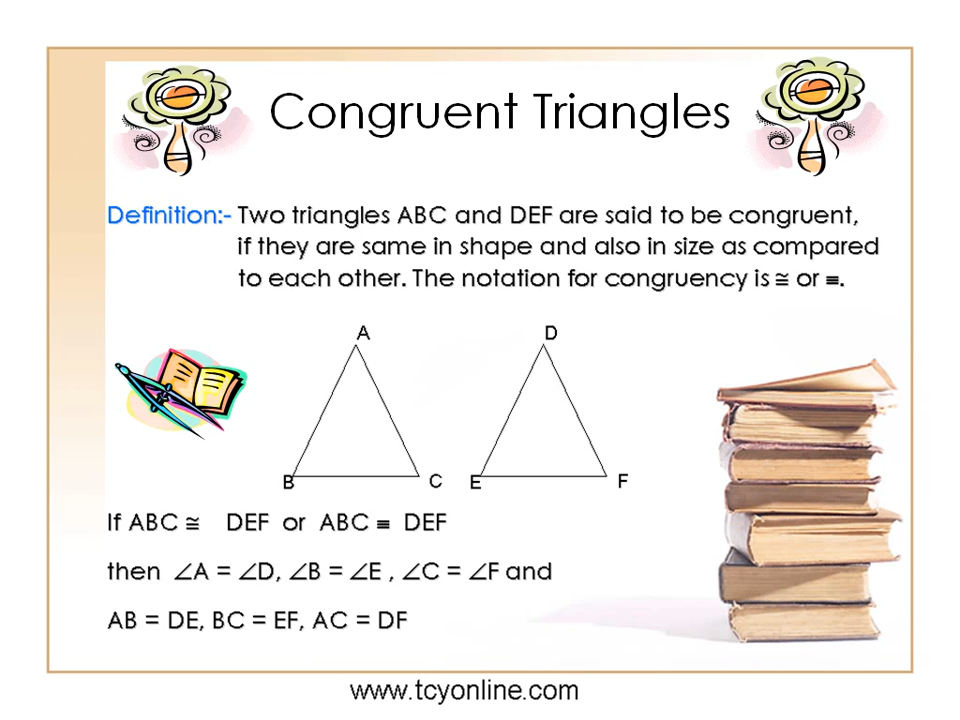 Congruent Triangles
Definition:- Two triangles ABC and DEF are said to be congruent,
if they are same in shape and also in size as compared
to each other. The notation for congruency is ≅ or ≡.
A D
B C E F
If ABC ≅ DEF or ABC ≡ DEF
then ∠A = ∠D, ∠B = ∠E , ∠C = ∠F and
AB = DE, BC = EF, AC = DF
www.tcyonline.com